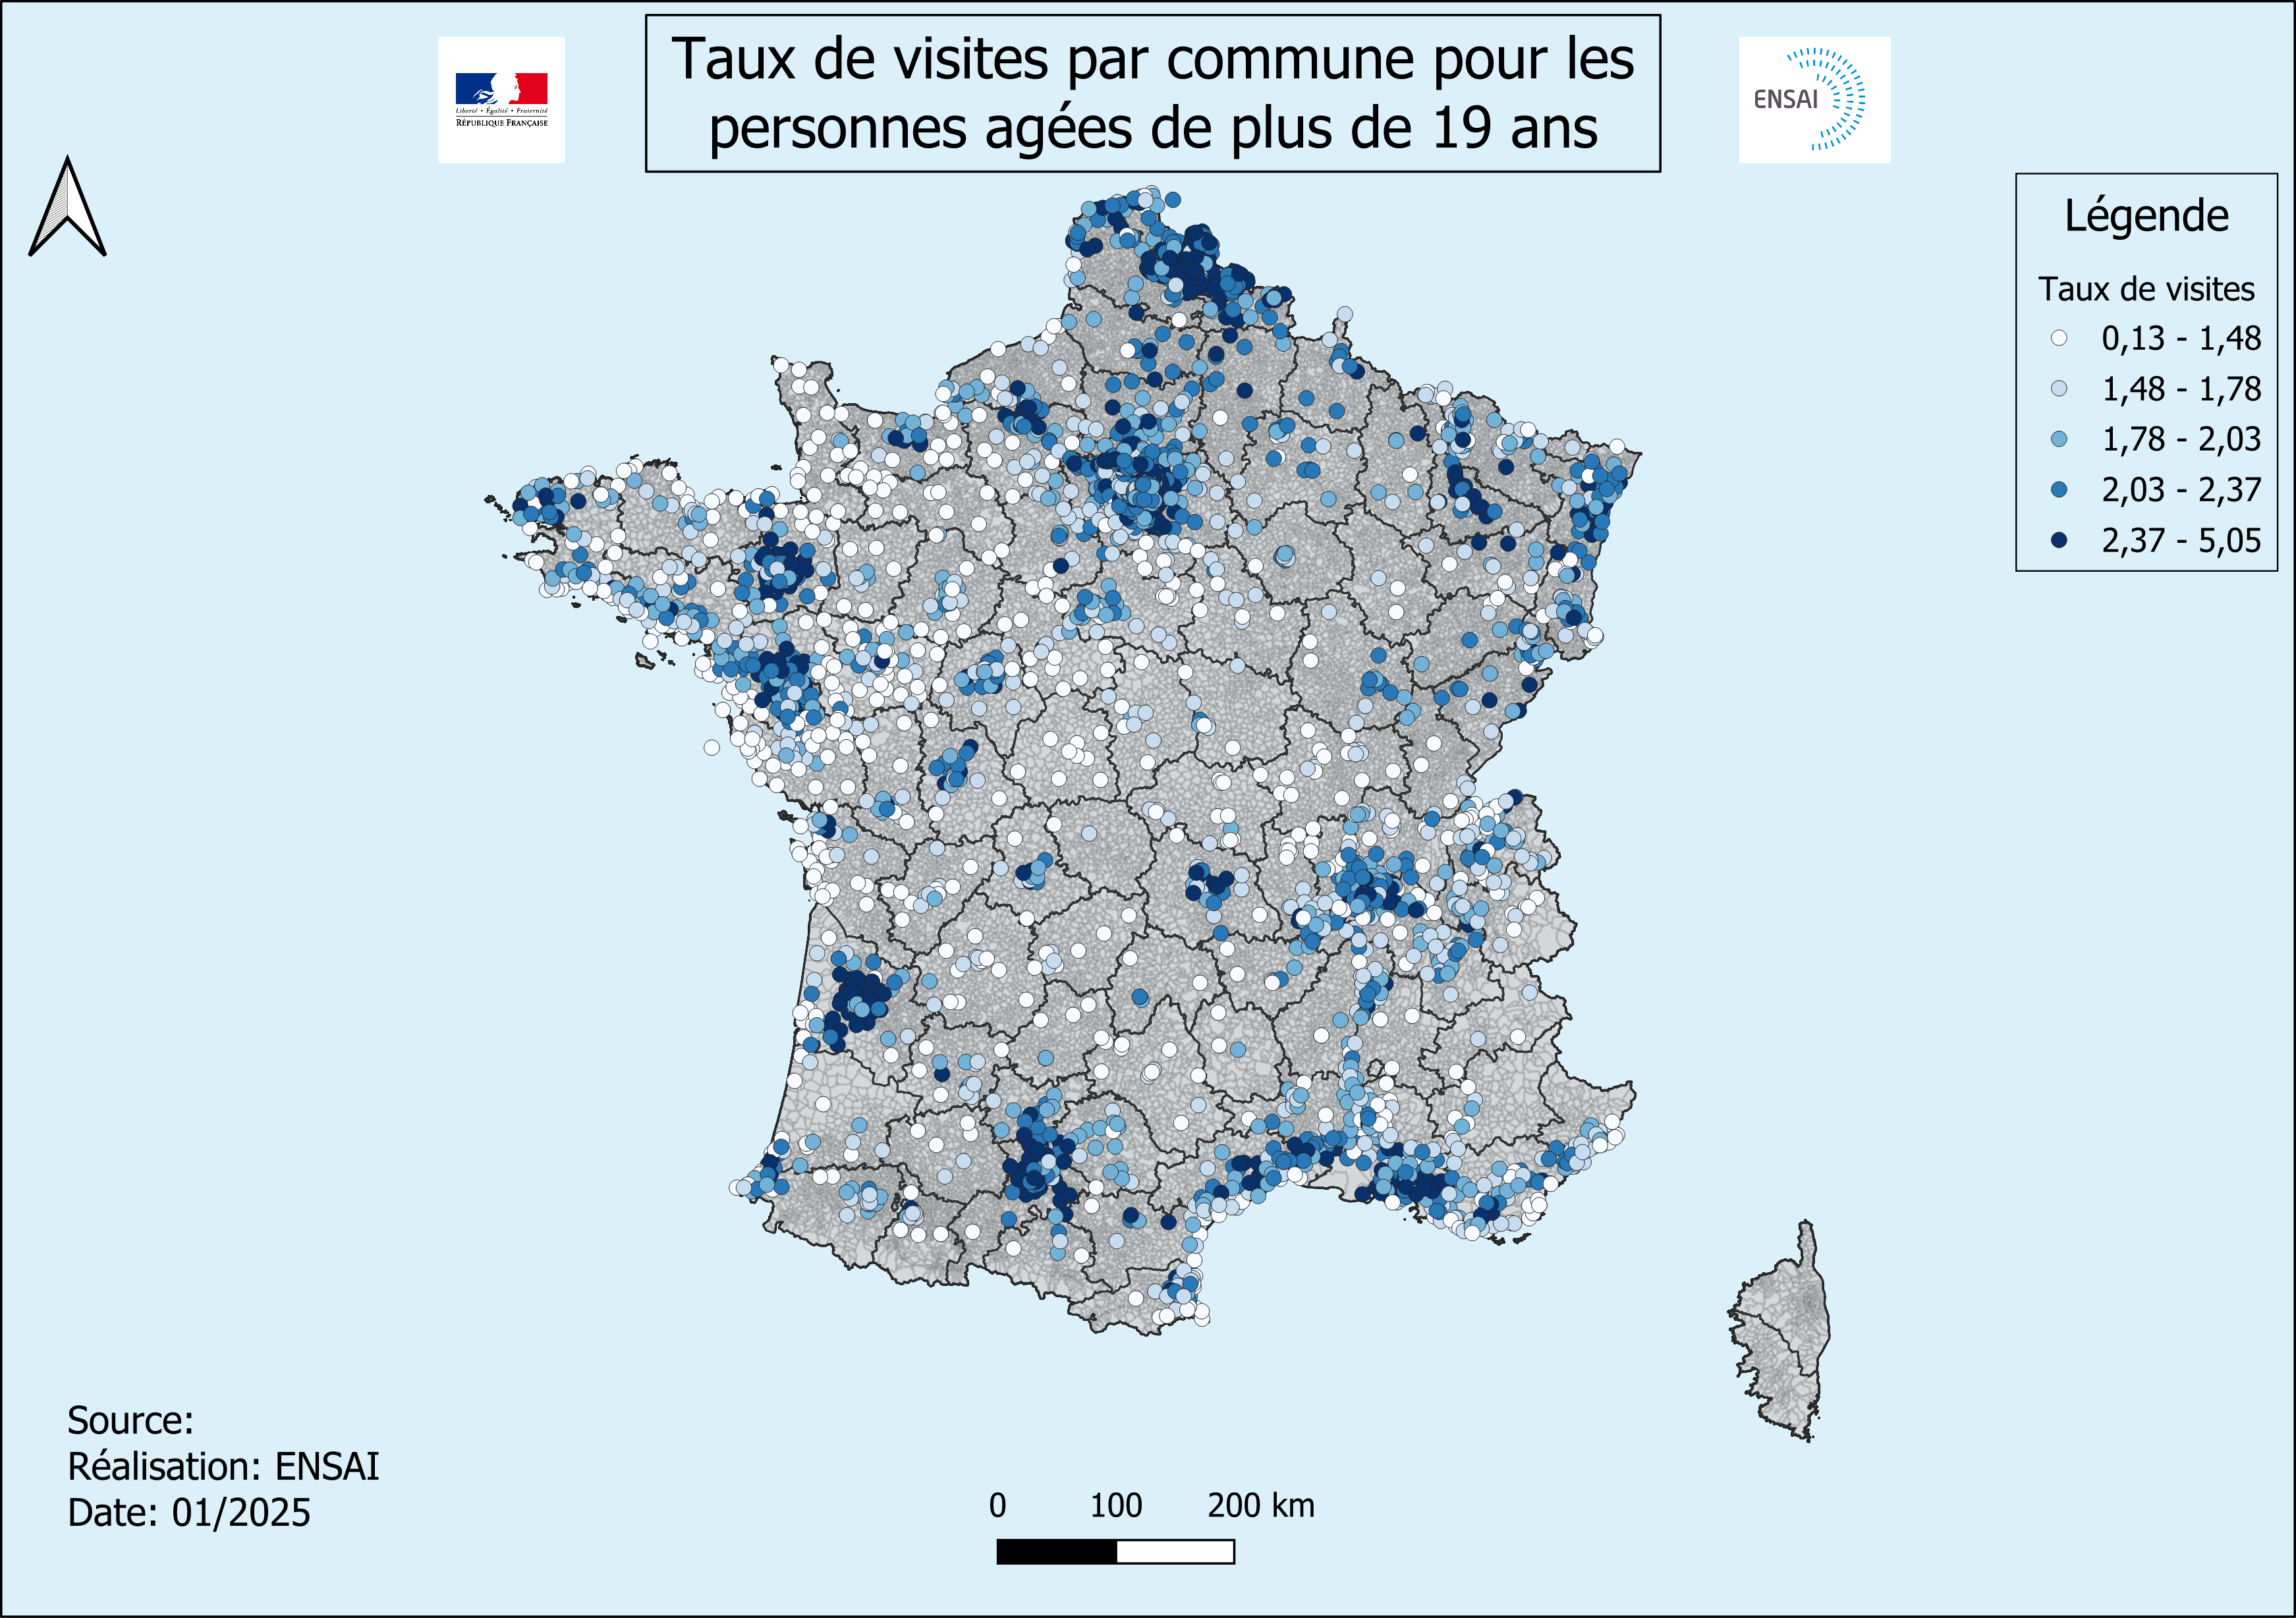 Taux de visites par commune pour les
personnes agées de plus de 19 ans
Liberté • Égalité • Fraternité
RÉPUBLIQUE FRANÇAISE
ENSAI
Légende
Taux de visites
0,13 - 1,48
1,48 - 1,78
1,78 - 2,03
2,03 - 2,37
2,37 - 5,05
Source:
Réalisation: ENSAI
Date: 01/2025
0 100 200 km